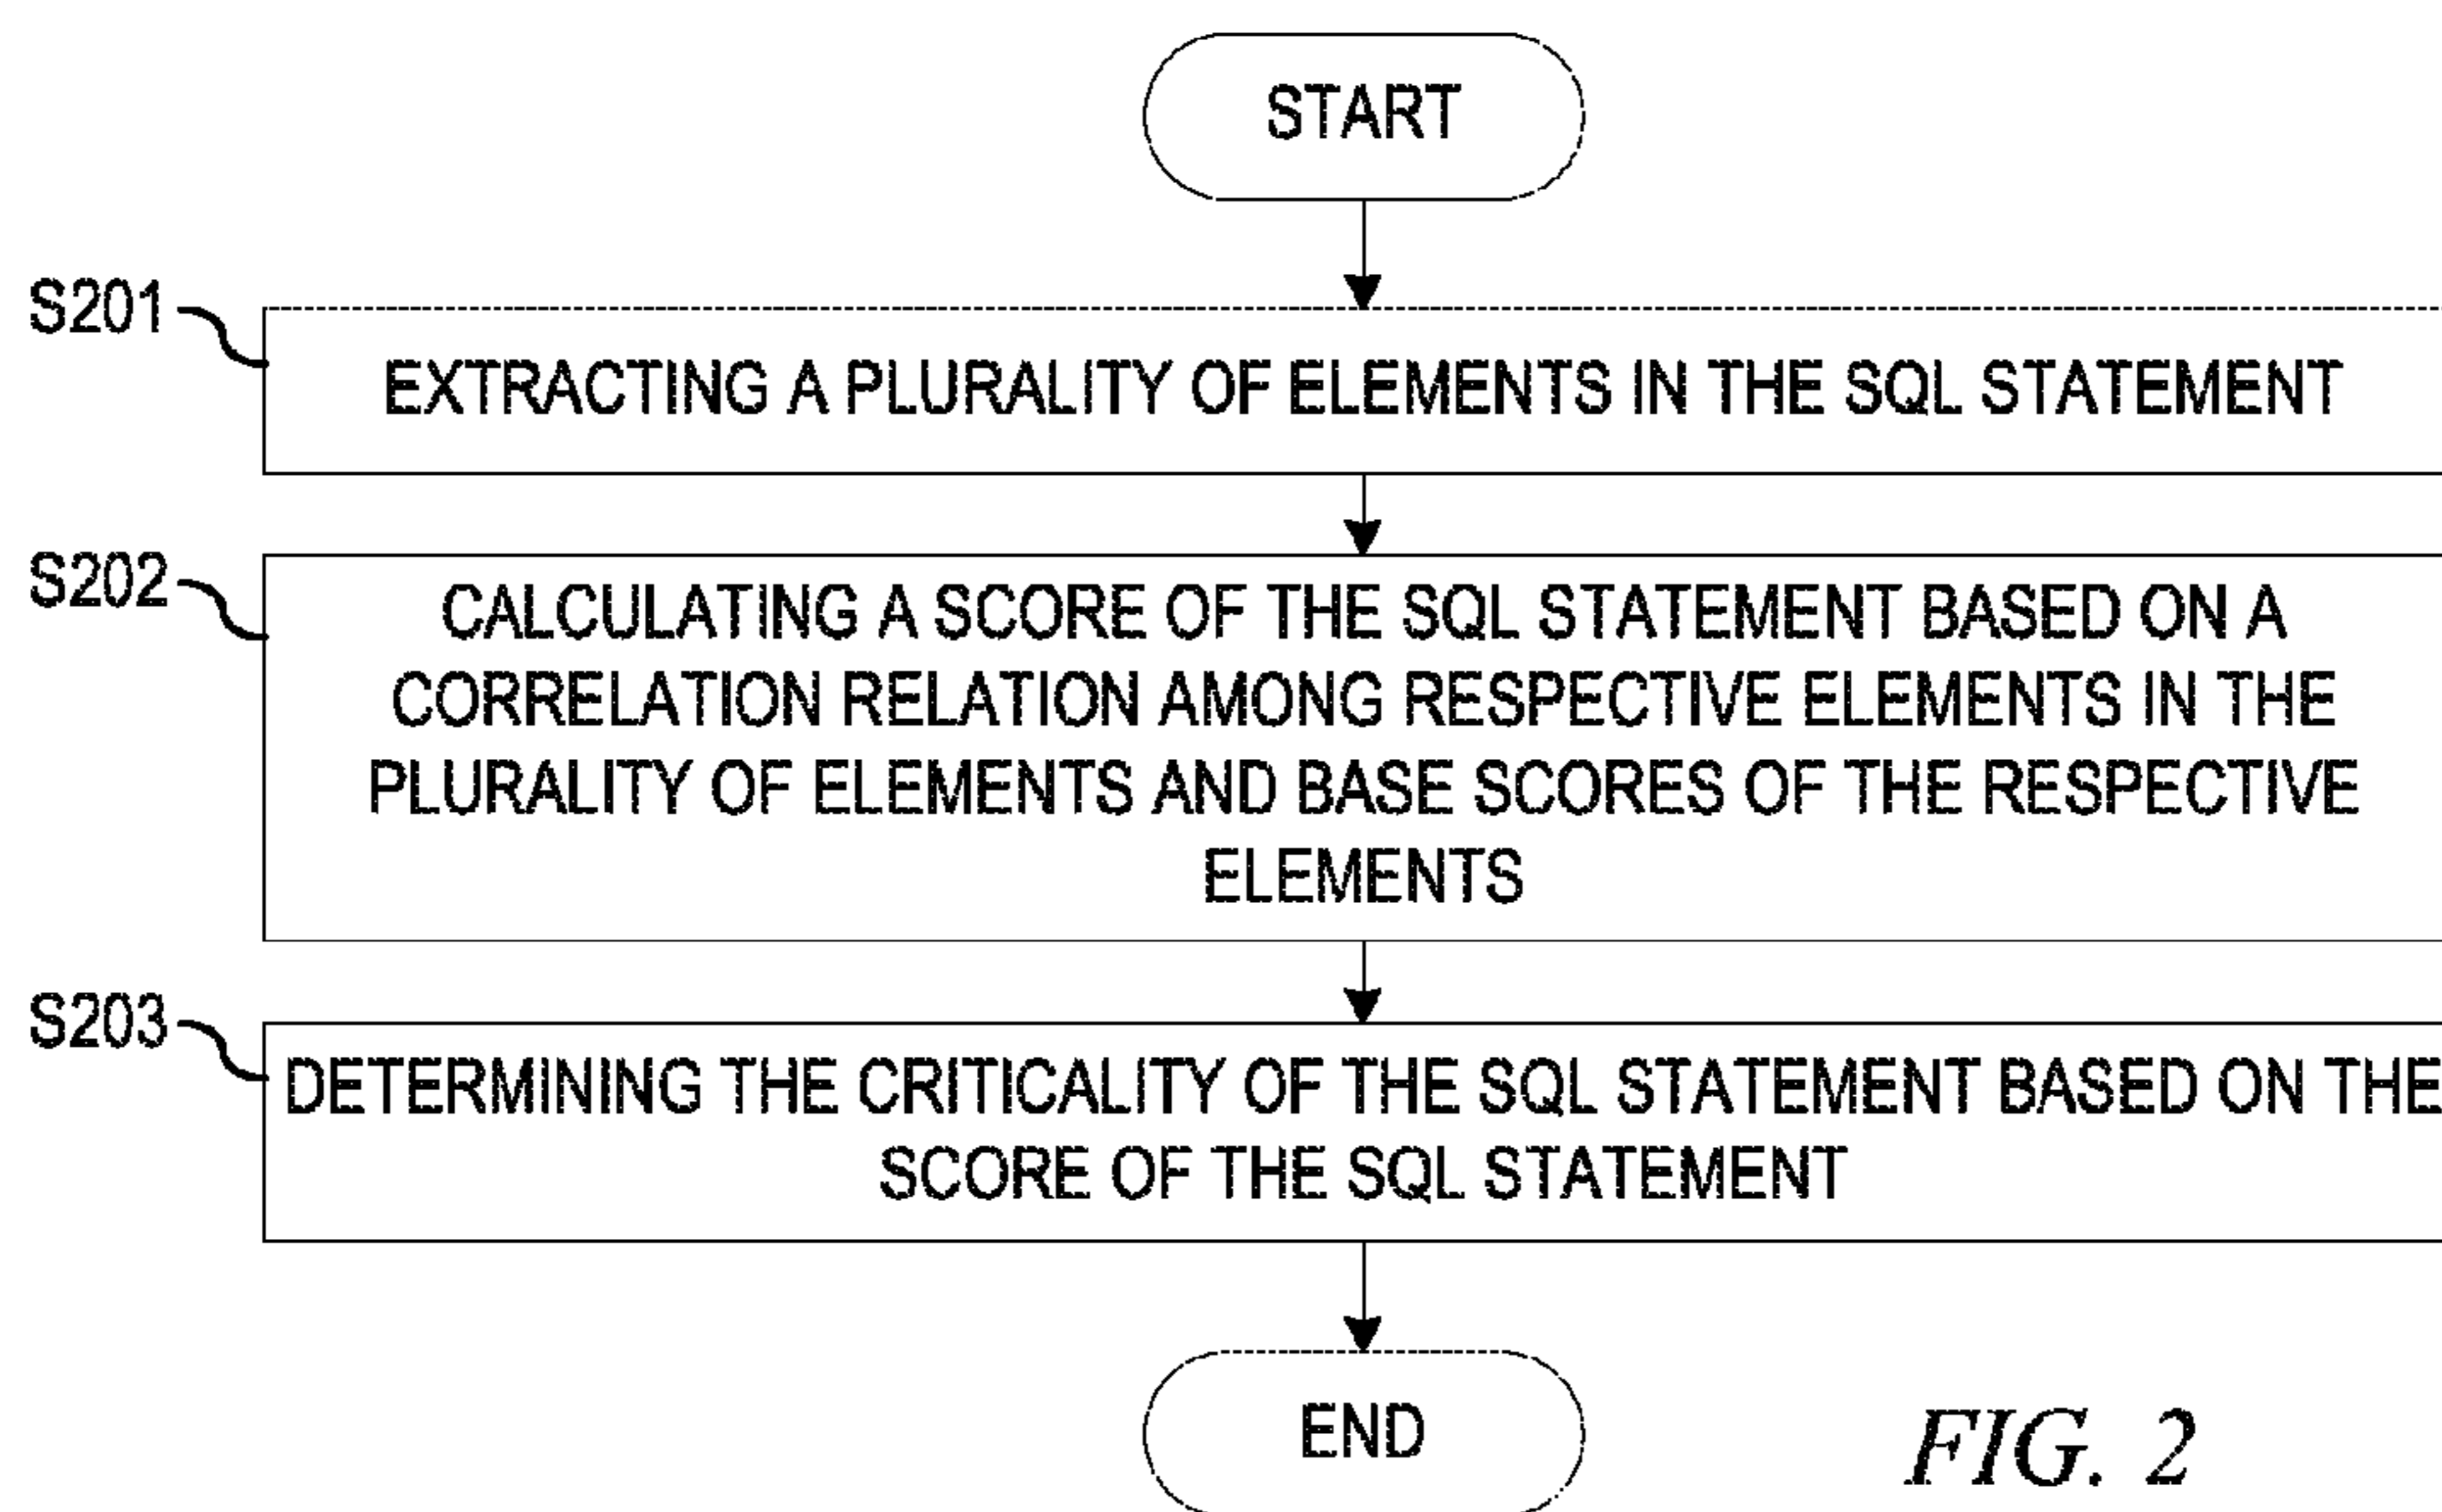 START
S201
EXTRACTING A PLURALITY OF ELEMENTS IN THE SQL STATEMENT
S202
CALCULATING A SCORE OF THE SQL STATEMENT BASED ON A
CORRELATION RELATION AMONG RESPECTIVE ELEMENTS IN THE
PLURALITY OF ELEMENTS AND BASE SCORES OF THE RESPECTIVE
ELEMENTS
S203
DETERMINING THE CRITICALITY OF THE SQL STATEMENT BASED ON THE
SCORE OF THE SQL STATEMENT
END
FIG. 2